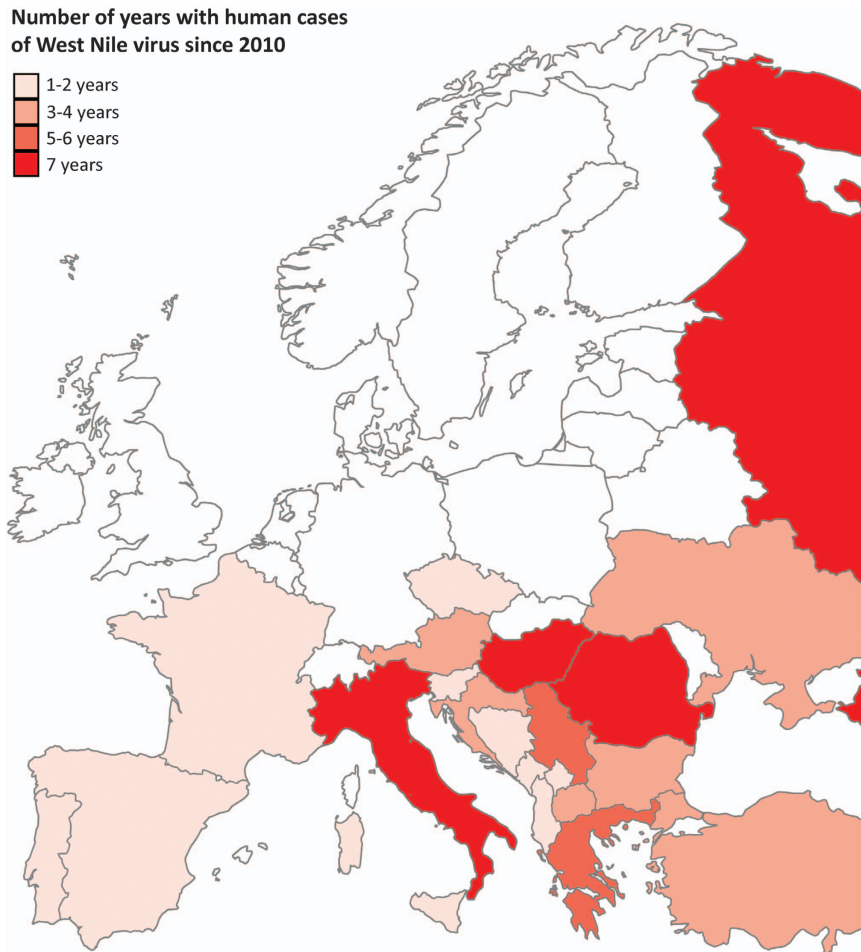 Number of years with human cases
of West Nile virus since 2010
1-2 years
3-4 years
5-6 years
7 years